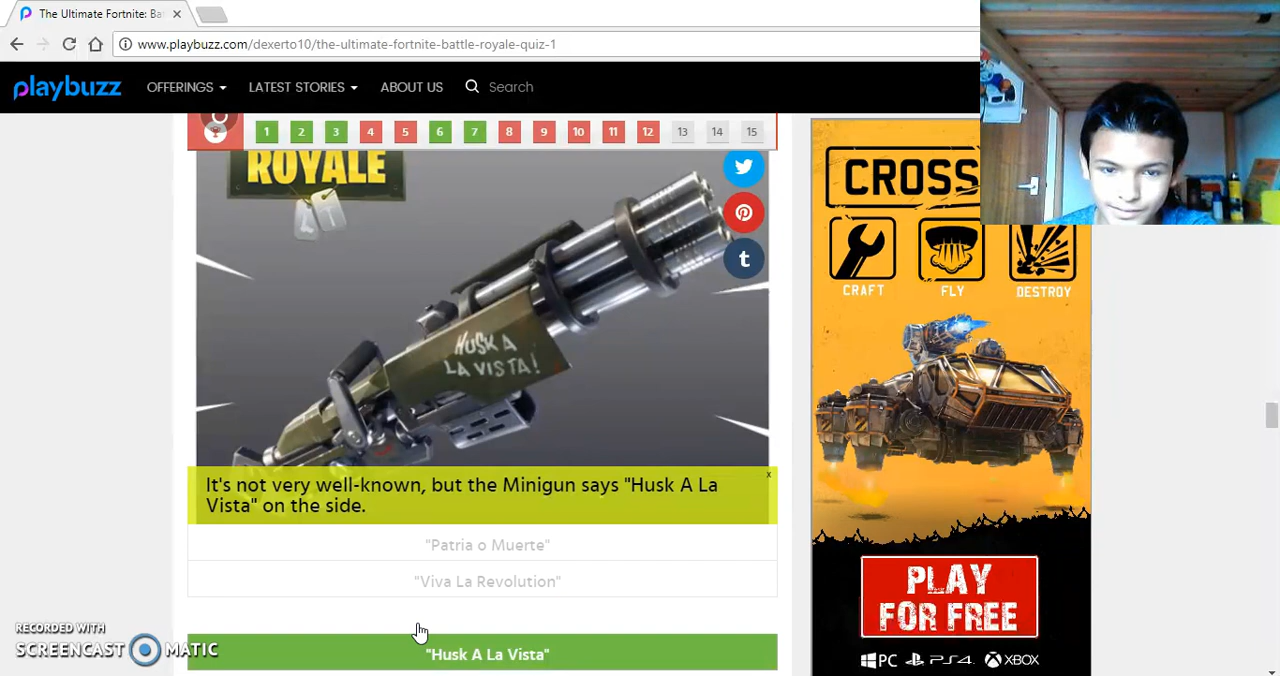 The Ultimate Fortnite: Bat
www.playbuzz.com/dexerto10/the-ultimate-fortnite-battle-royale-quiz-1
playbuzz OFFERINGS LATEST STORIES ABOUT US Search
1 2 3 4 5 6 7 8 9 10 11 12 13 14 15
ROYALE
HUSK A
LA VISTA!
It's not very well-known, but the Minigun says "Husk A La
Vista" on the side.
x
"Patria o Muerte"
"Viva La Revolution"
"Husk A La Vista"
CROSS
CRAFT FLY DESTROY
PLAY
FOR FREE
PC PS4 XBOX
RECORDED WITH
SCREENCAST MATIC